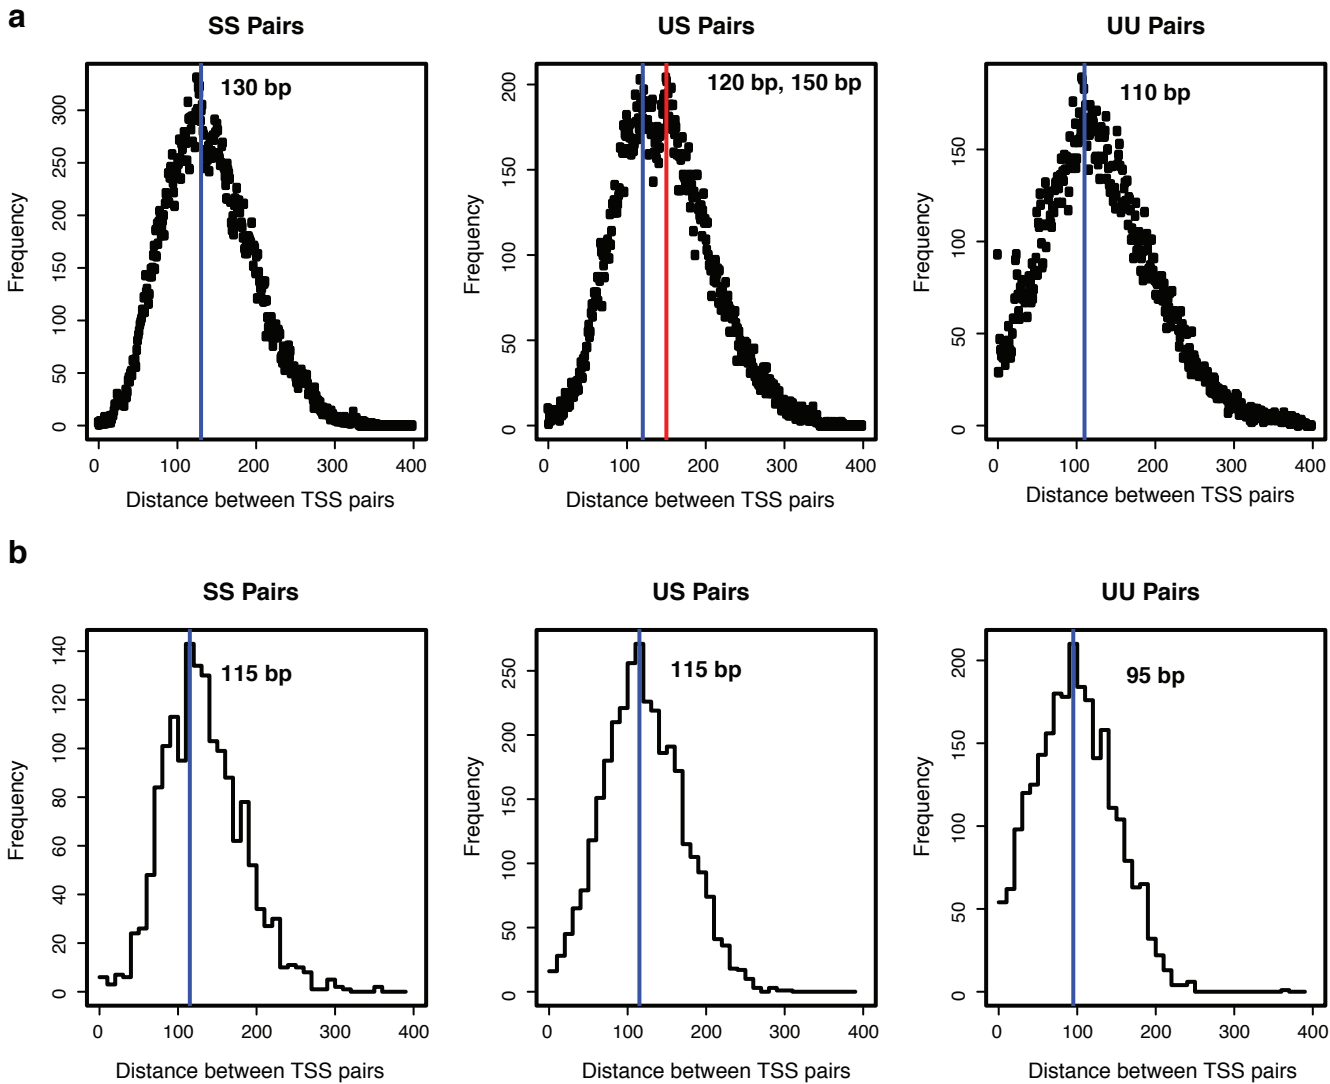 a
SS Pairs
US Pairs
UU Pairs
130 bp
120 bp, 150 bp
110 bp
Frequency
0 50 100 150 200 250 300
0 100 200 300 400
Distance between TSS pairs
Frequency
0 50 100 150 200
0 100 200 300 400
Distance between TSS pairs
Frequency
0 50 100 150
0 100 200 300 400
Distance between TSS pairs
b
SS Pairs
US Pairs
UU Pairs
115 bp
115 bp
95 bp
Frequency
0 20 40 60 80 100 120 140
0 100 200 300 400
Distance between TSS pairs
Frequency
0 50 100 150 200 250
0 100 200 300 400
Distance between TSS pairs
Frequency
0 50 100 150 200
0 100 200 300 400
Distance between TSS pairs